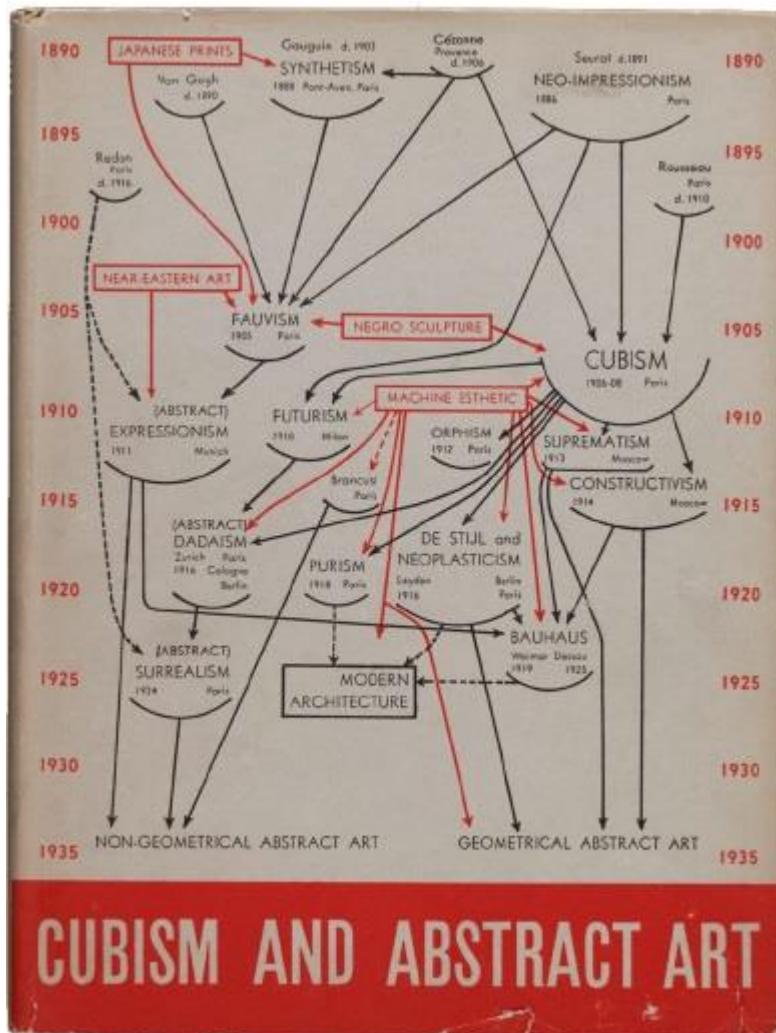 1890
JAPANESE PRINTS
Van Gogh
d. 1890
Gauguin d. 1903
SYNTHETISM
1888 Pont-Aven, Paris
Cézanne
Provence
d. 1906
Seurat d. 1891
NEO-IMPRESSIONISM
1886 Paris
1890
1895
Redon
Paris
d. 1916
1895
Rousseau
Paris
d. 1910
1900
1900
NEAR-EASTERN ART
1905
FAUVISM
1905 Paris
NEGRO SCULPTURE
1905
CUBISM
1906-08 Paris
1910
(ABSTRACT)
EXPRESSIONISM
1911 Munich
FUTURISM
1910 Milan
MACHINE ESTHETIC
ORPHISM
1912 Paris
SUPREMATISM
1913 Moscow
1910
Brancusi
Paris
CONSTRUCTIVISM
1914 Moscow
1915
1915
(ABSTRACT)
DADAISM
Zurich Paris
1916 Cologne
Berlin
PURISM
1918 Paris
DE STIJL and
NEOPLASTICISM
Leyden Berlin
1916 Paris
1920
1920
(ABSTRACT)
SURREALISM
1924 Paris
BAUHAUS
Weimar Dessau
1919 1925
1925
MODERN
ARCHITECTURE
1925
1930
1930
NON-GEOMETRICAL ABSTRACT ART
GEOMETRICAL ABSTRACT ART
1935
1935
CUBISM AND ABSTRACT ART